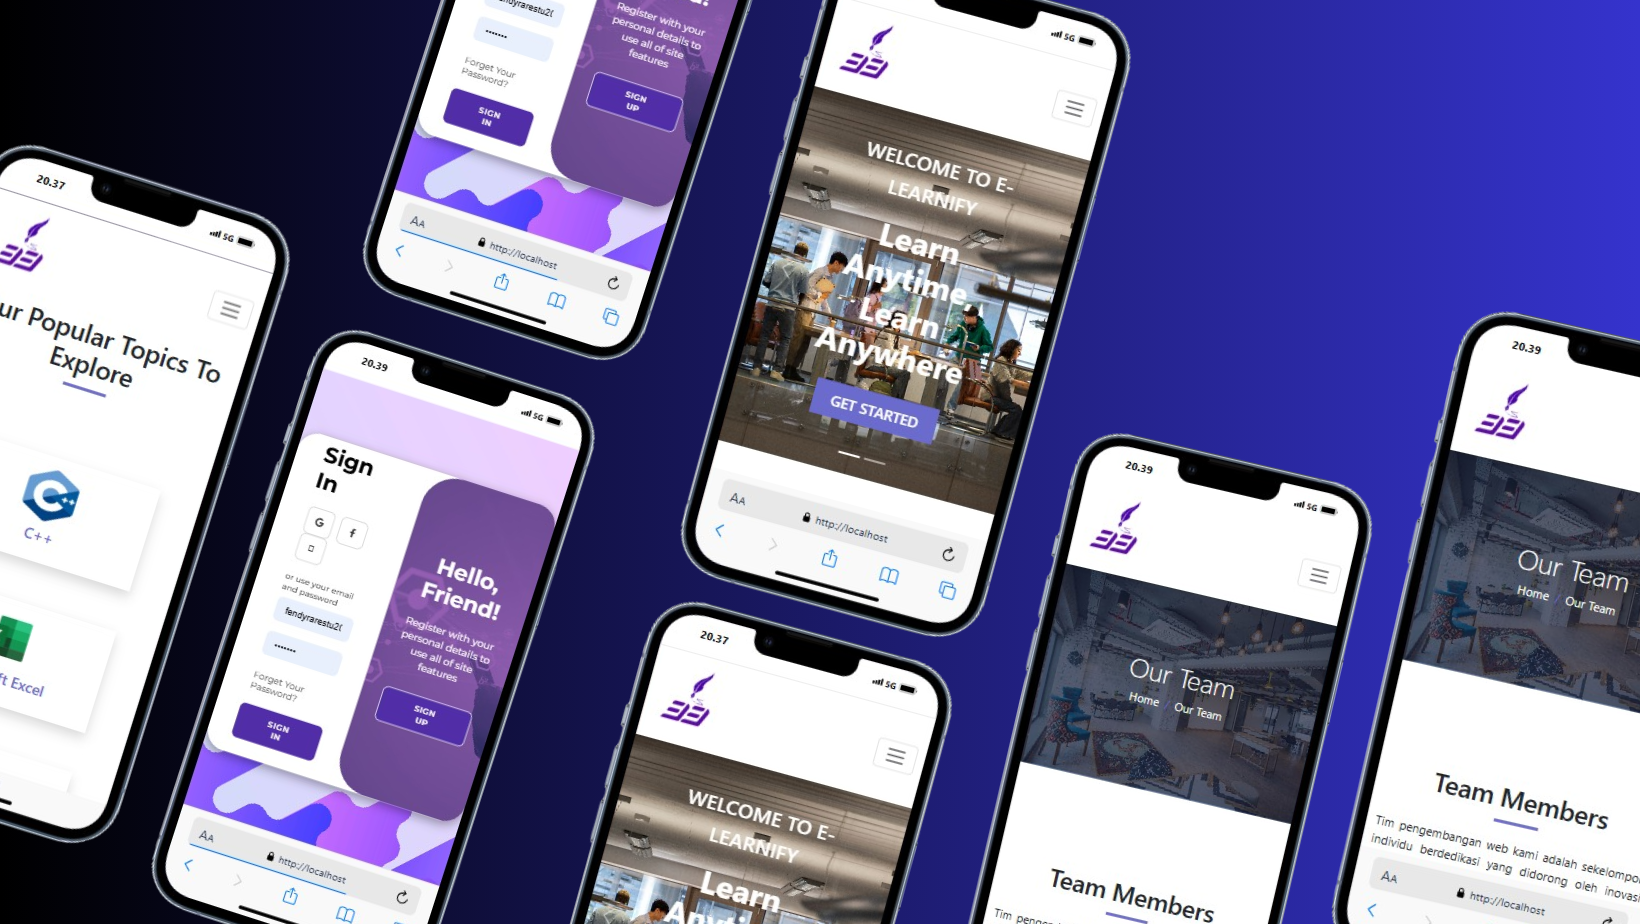 20.37
5G
ur Popular Topics To
Explore
C++
ft Excel
endyrarestu20
•••••••
Forget Your
Password?
SIGN
IN
Register with your
personal details to
use all of site
features
SIGN
UP
AA
http://localhost
20.39
5G
Sign
In
G
f
or use your email
and password
fendyrarestu20
•••••••
Forget Your
Password?
SIGN
IN
Hello,
Friend!
Register with your
personal details to
use all of site
features
SIGN
UP
AA
http://localhost
5G
WELCOME TO E-
LEARNIFY
Learn
Anytime,
Learn
Anywhere
GET STARTED
AA
http://localhost
20.37
5G
WELCOME TO E-
LEARNIFY
Learn
20.39
5G
Our Team
Home / Our Team
Team Members
Tim
20.39
Our Team
Home / Our Team
Team Members
Tim pengembangan web kami adalah sekelompo
individu berdedikasi yang didorong oleh inovas
AA
http://localhost